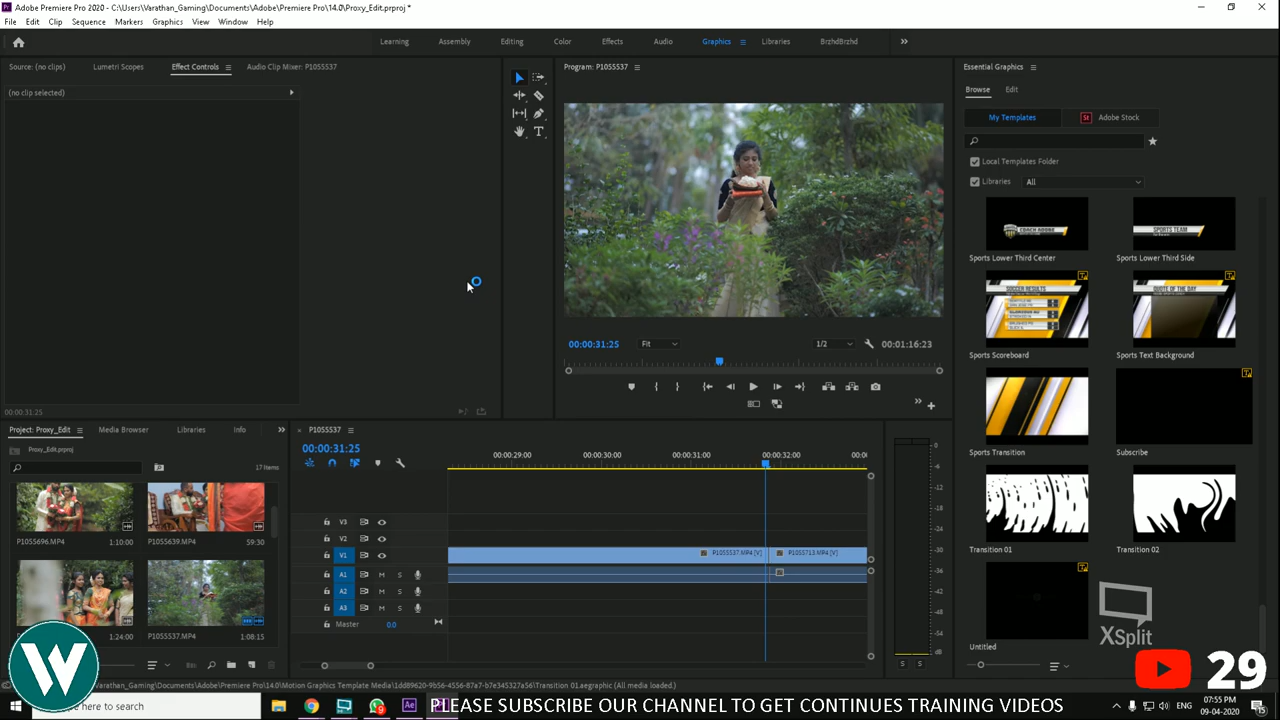 Adobe Premiere Pro 2020 - C:\Users\Varathan_Gaming\Documents\Adobe\Premiere Pro\14.0\Proxy_Edit.prproj *
File Edit Clip Sequence Markers Graphics View Window Help
Learning Assembly Editing Color Effects Audio Graphics Libraries BrzhdBrzhd
Source: (no clips) Lumetri Scopes Effect Controls Audio Clip Mixer: P1055537
(no clip selected)
00:00:31:25
Program: P1055537
00:00:31:25 Fit 1/2 00:01:16:23
Essential Graphics
Browse Edit
My Templates St Adobe Stock
Local Templates Folder
Libraries All
Sports Lower Third Center Sports Lower Third Side
Sports Scoreboard Sports Text Background
Sports Transition Subscribe
Transition 01 Transition 02
Untitled
Project: Proxy_Edit Media Browser Libraries Info
Proxy_Edit.prproj
17 Items
P1055696.MP4 1:10:00 P1055639.MP4 59:30
1:24:00 P1055537.MP4 1:08:15
P1055537
00:00:31:25
00:00:29:00 00:00:30:00 00:00:31:00 00:00:32:00
V3
V2
V1 P1055537.MP4 [V] P1055713.MP4 [V]
A1 M S
A2 M S
A3 M S
Master 0.0
0
-6
-12
-18
-24
-30
-36
-42
-48
-54
dB
S S
XSplit
W
29
Varathan_Gaming\Documents\Adobe\Premiere Pro\14.0\Motion Graphics Template Media\1dd89620-9b56-4556-87a7-b7e345327a56\Transition 01.aegraphic (All media loaded.)
here to search
PLEASE SUBSCRIBE OUR CHANNEL TO GET CONTINUES TRAINING VIDEOS
ENG 07:55 PM
09-04-2020